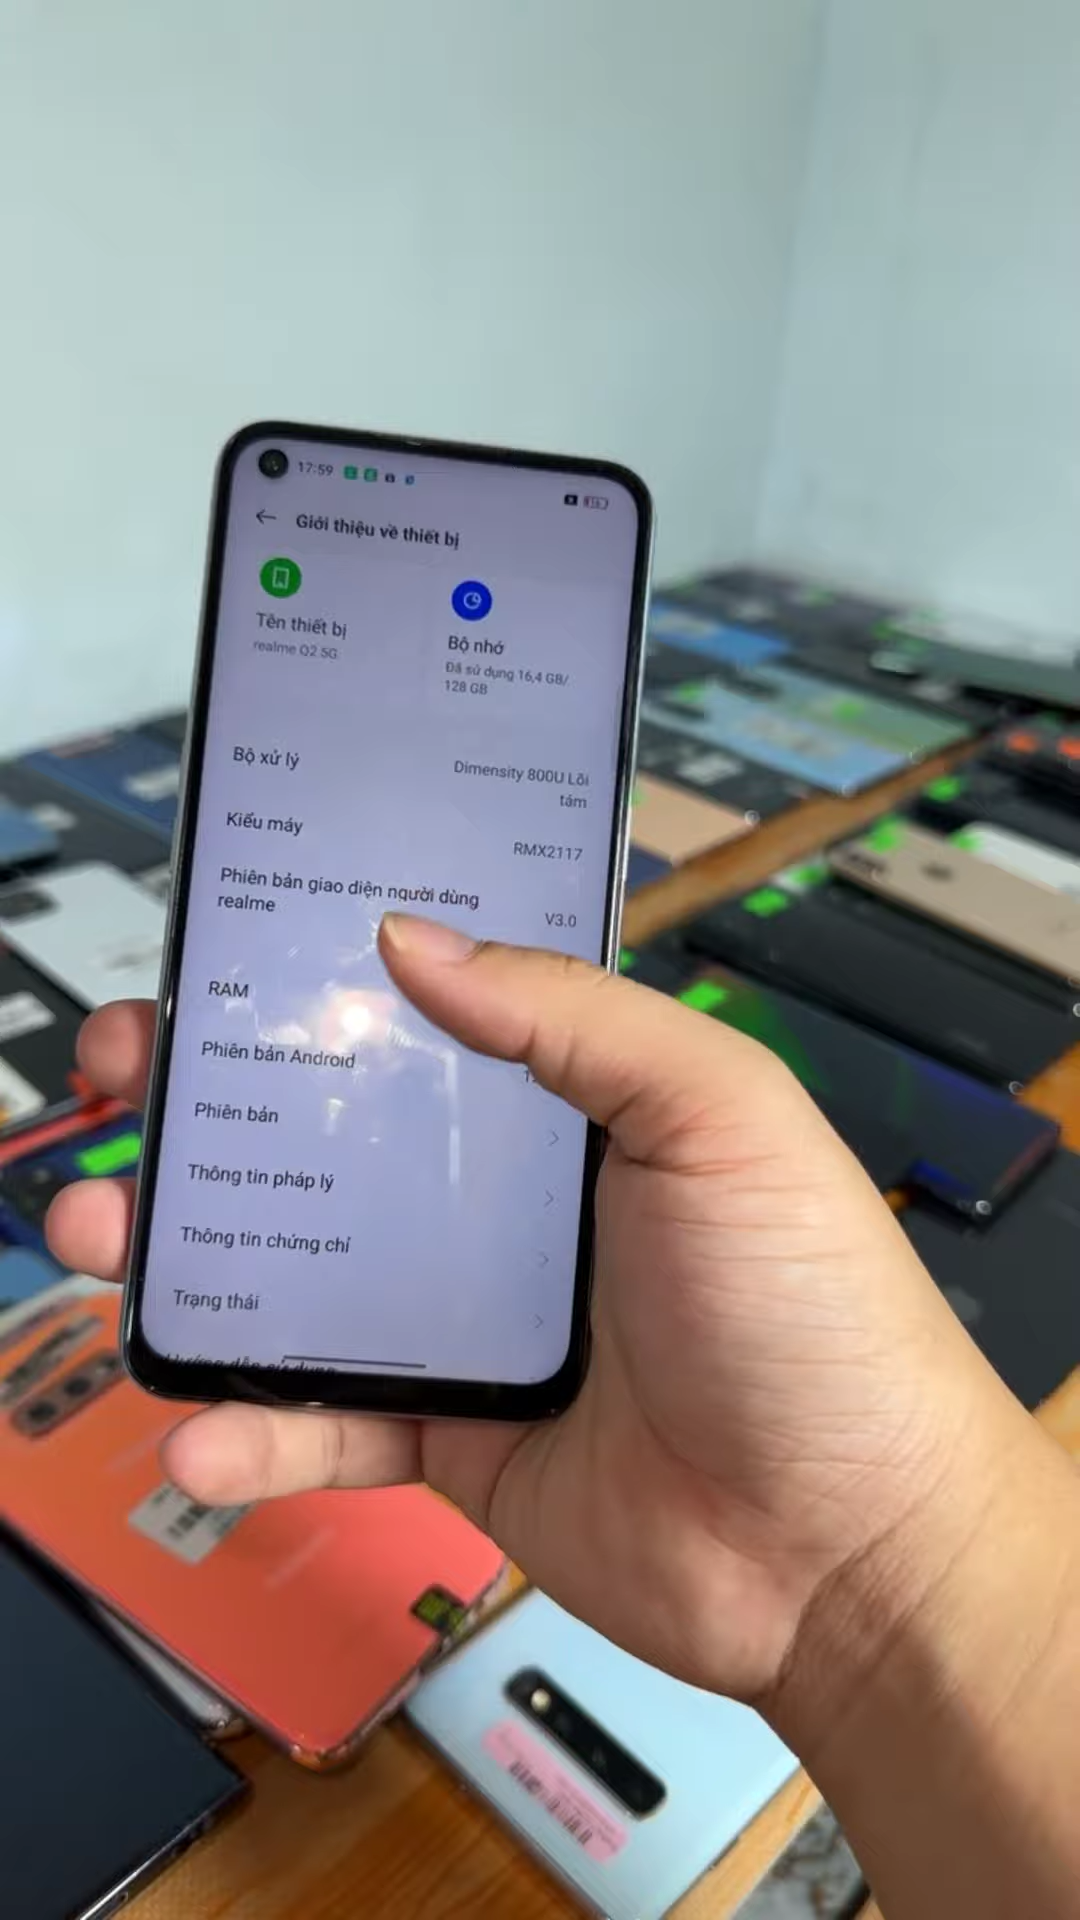 17:59
Giới thiệu về thiết bị
Tên thiết bị
realme Q2 5G
Bộ nhớ
Đã sử dụng 16,4 GB/
128 GB
Bộ xử lý
Dimensity 800U Lõi
tám
Kiểu máy
RMX2117
Phiên bản giao diện người dùng
realme
V3.0
RAM
Phiên bản Android
Phiên bản
Thông tin pháp lý
Thông tin chứng chỉ
Trạng thái